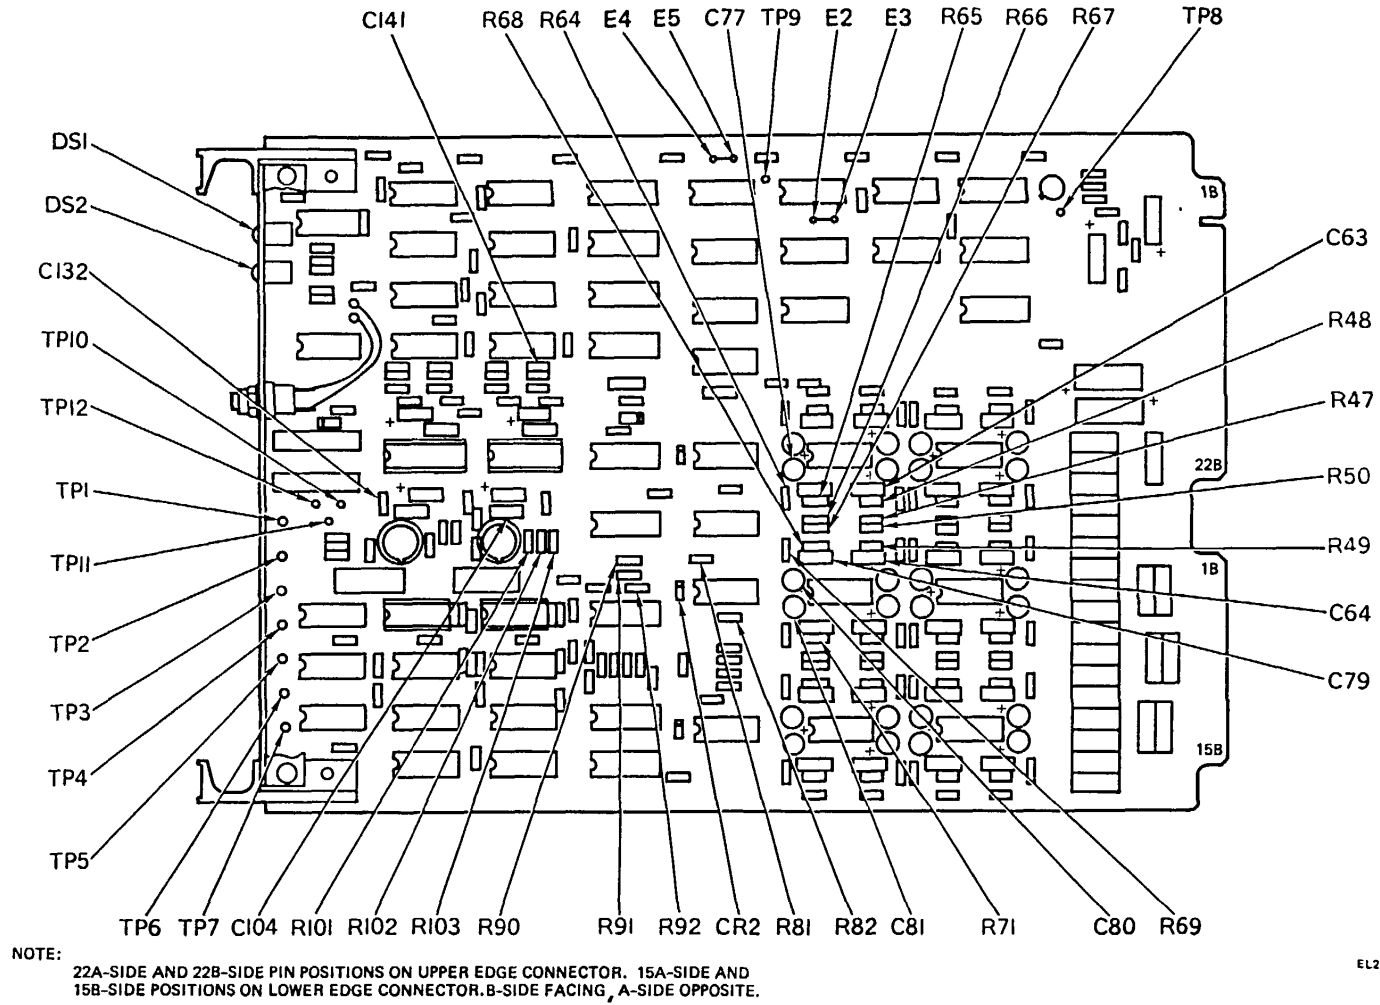 C141 R68 R64 E4 E5 C77 TP9 E2 E3 R65 R66 R67 TP8
DS1
DS2
C132
TP10
TP12
TP1
TP11
TP2
TP3
TP4
TP5
1B
22B
1B
15B
C63
R48
R47
R50
R49
C64
C79
TP6 TP7 C104 R101 R102 R103 R90 R91 R92 CR2 R81 R82 C81 R71 C80 R69
NOTE:
22A-SIDE AND 22B-SIDE PIN POSITIONS ON UPPER EDGE CONNECTOR. 15A-SIDE AND
15B-SIDE POSITIONS ON LOWER EDGE CONNECTOR.B-SIDE FACING, A-SIDE OPPOSITE.
EL2